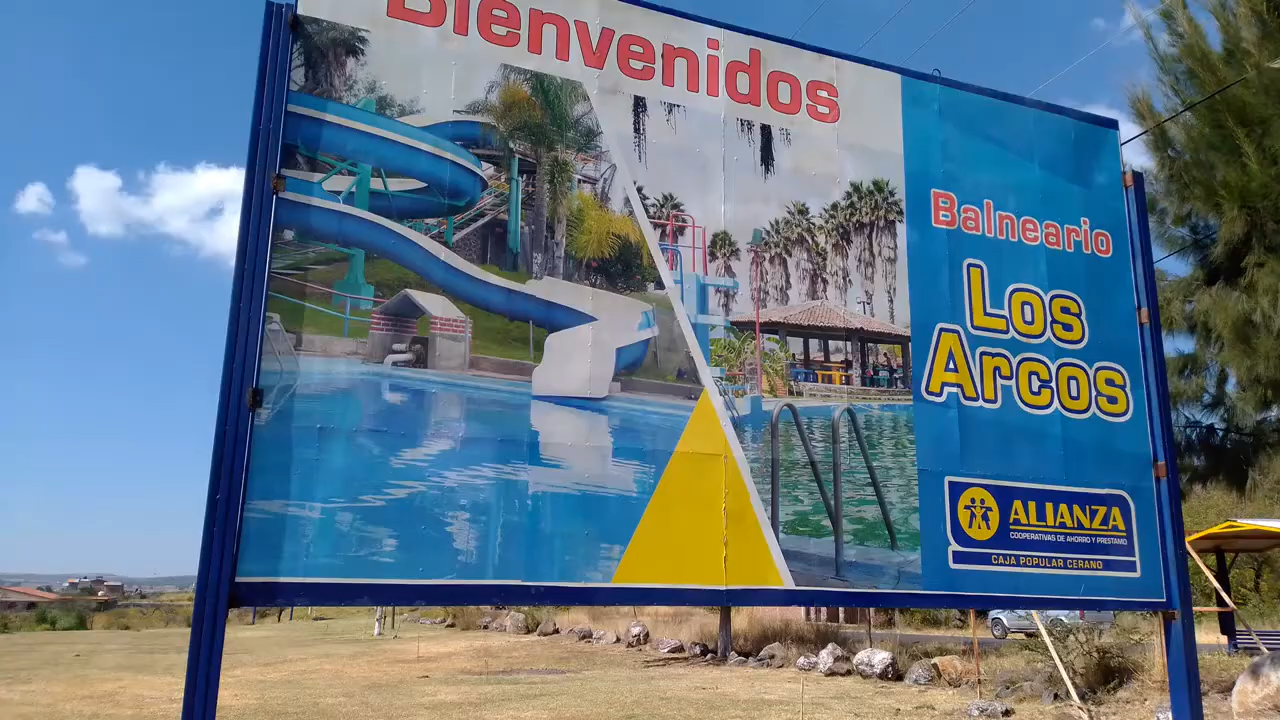 Bienvenidos
Balneario
Los
Arcos
ALIANZA
COOPERATIVAS DE AHORRO Y PRESTAMO
CAJA POPULAR CERANO